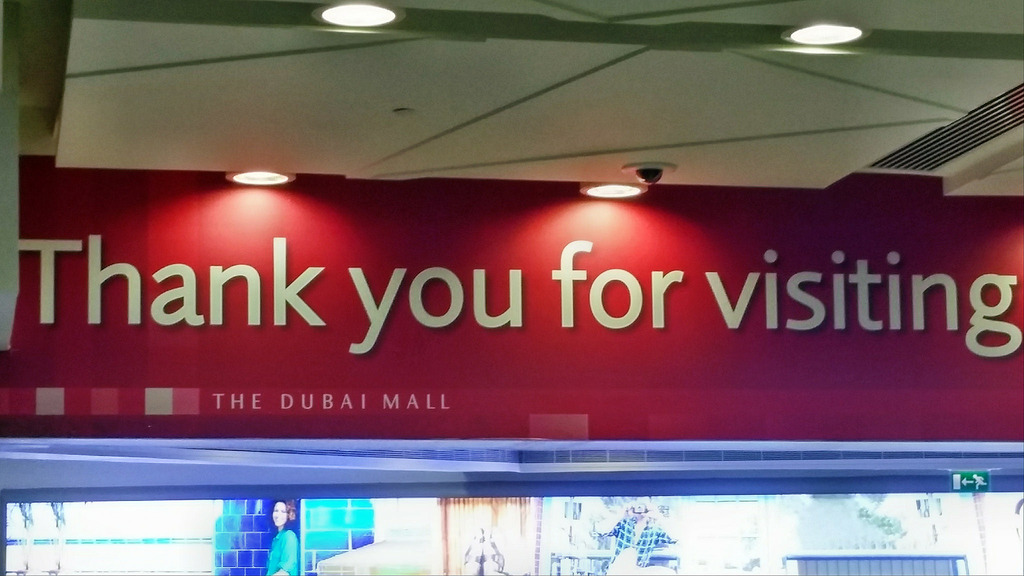 Thank you for visiting
THE DUBAI MALL